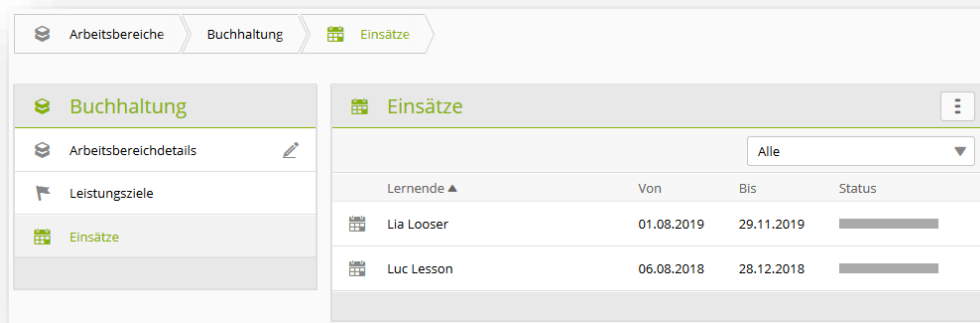 Arbeitsbereiche Buchhaltung Einsätze
Buchhaltung
Arbeitsbereichdetails
Leistungsziele
Einsätze
Einsätze
Alle
Lernende Von Bis Status
Lia Looser 01.08.2019 29.11.2019
Luc Lesson 06.08.2018 28.12.2018